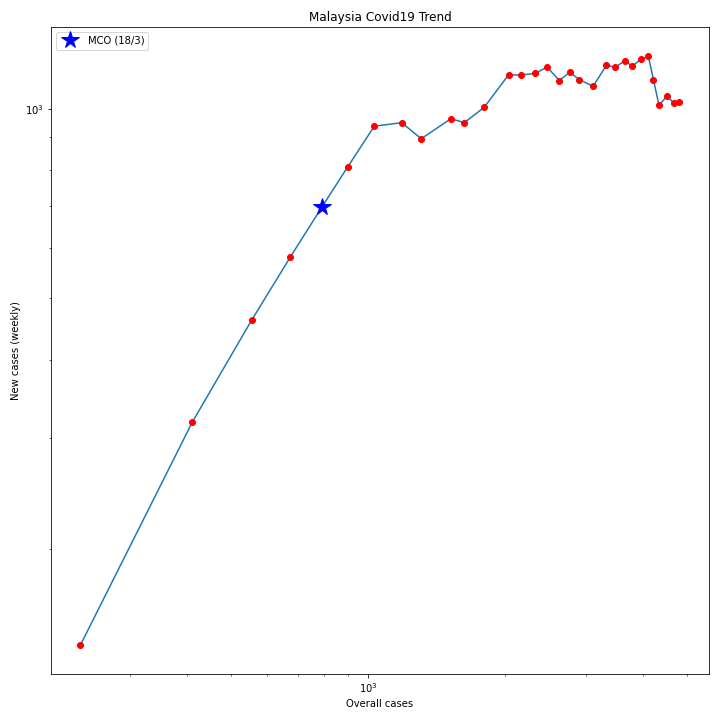 Malaysia Covid19 Trend
MCO (18/3)
10³
New cases (weekly)
10³
Overall cases